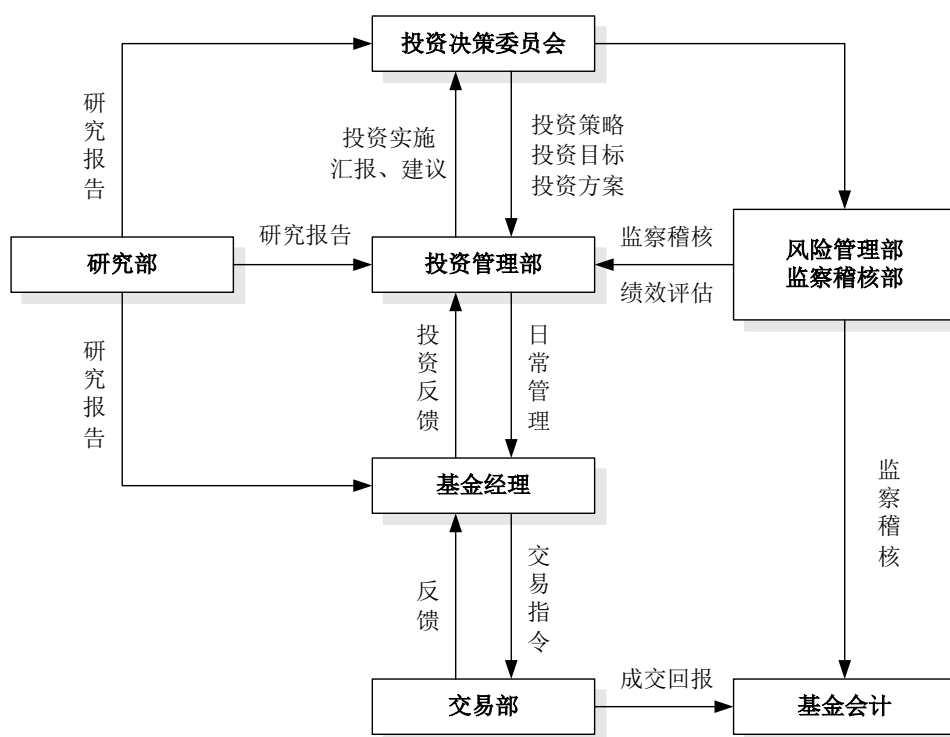 投资决策委员会
研究报告
投资实施
汇报、建议
投资策略
投资目标
投资方案
研究部
研究报告
投资管理部
监察稽核
绩效评估
风险管理部
监察稽核部
研究报告
投资反馈
日常管理
基金经理
监察稽核
反馈
交易指令
交易部
成交回报
基金会计